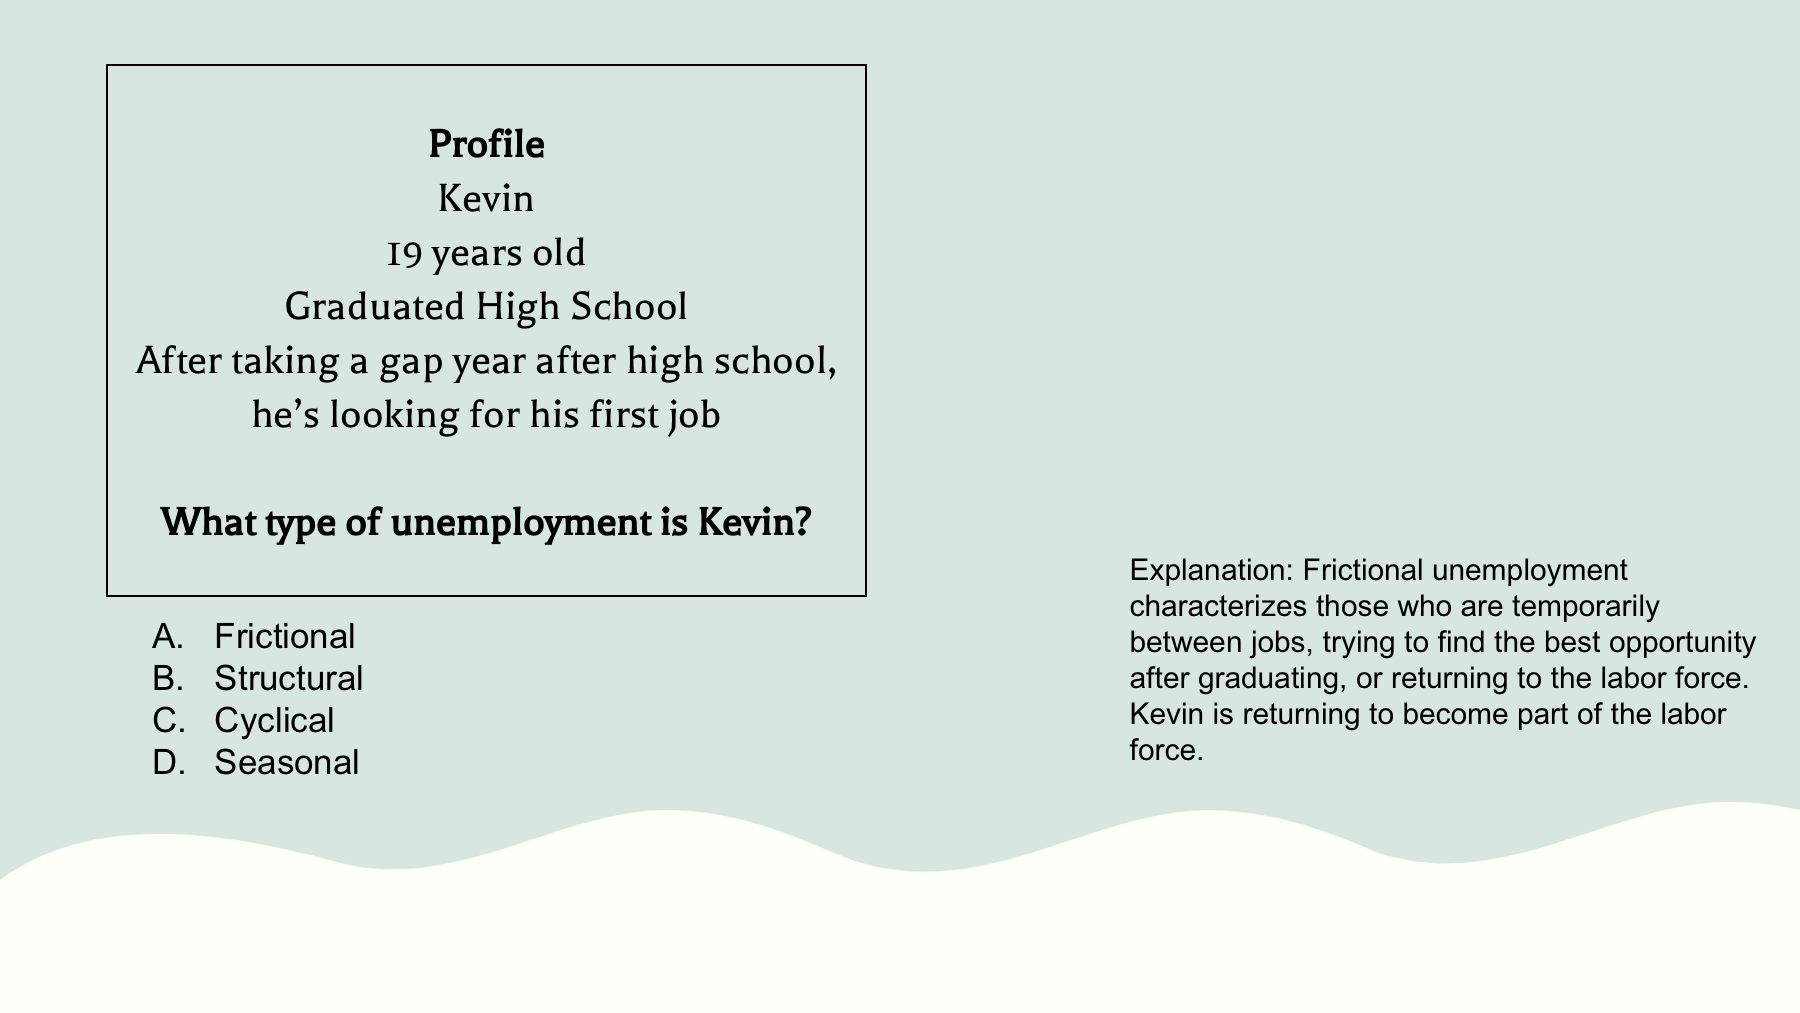 Profile
Kevin
19 years old
Graduated High School
After taking a gap year after high school,
he’s looking for his first job
What type of unemployment is Kevin?
A. Frictional
B. Structural
C. Cyclical
D. Seasonal
Explanation: Frictional unemployment
characterizes those who are temporarily
between jobs, trying to find the best opportunity
after graduating, or returning to the labor force.
Kevin is returning to become part of the labor
force.